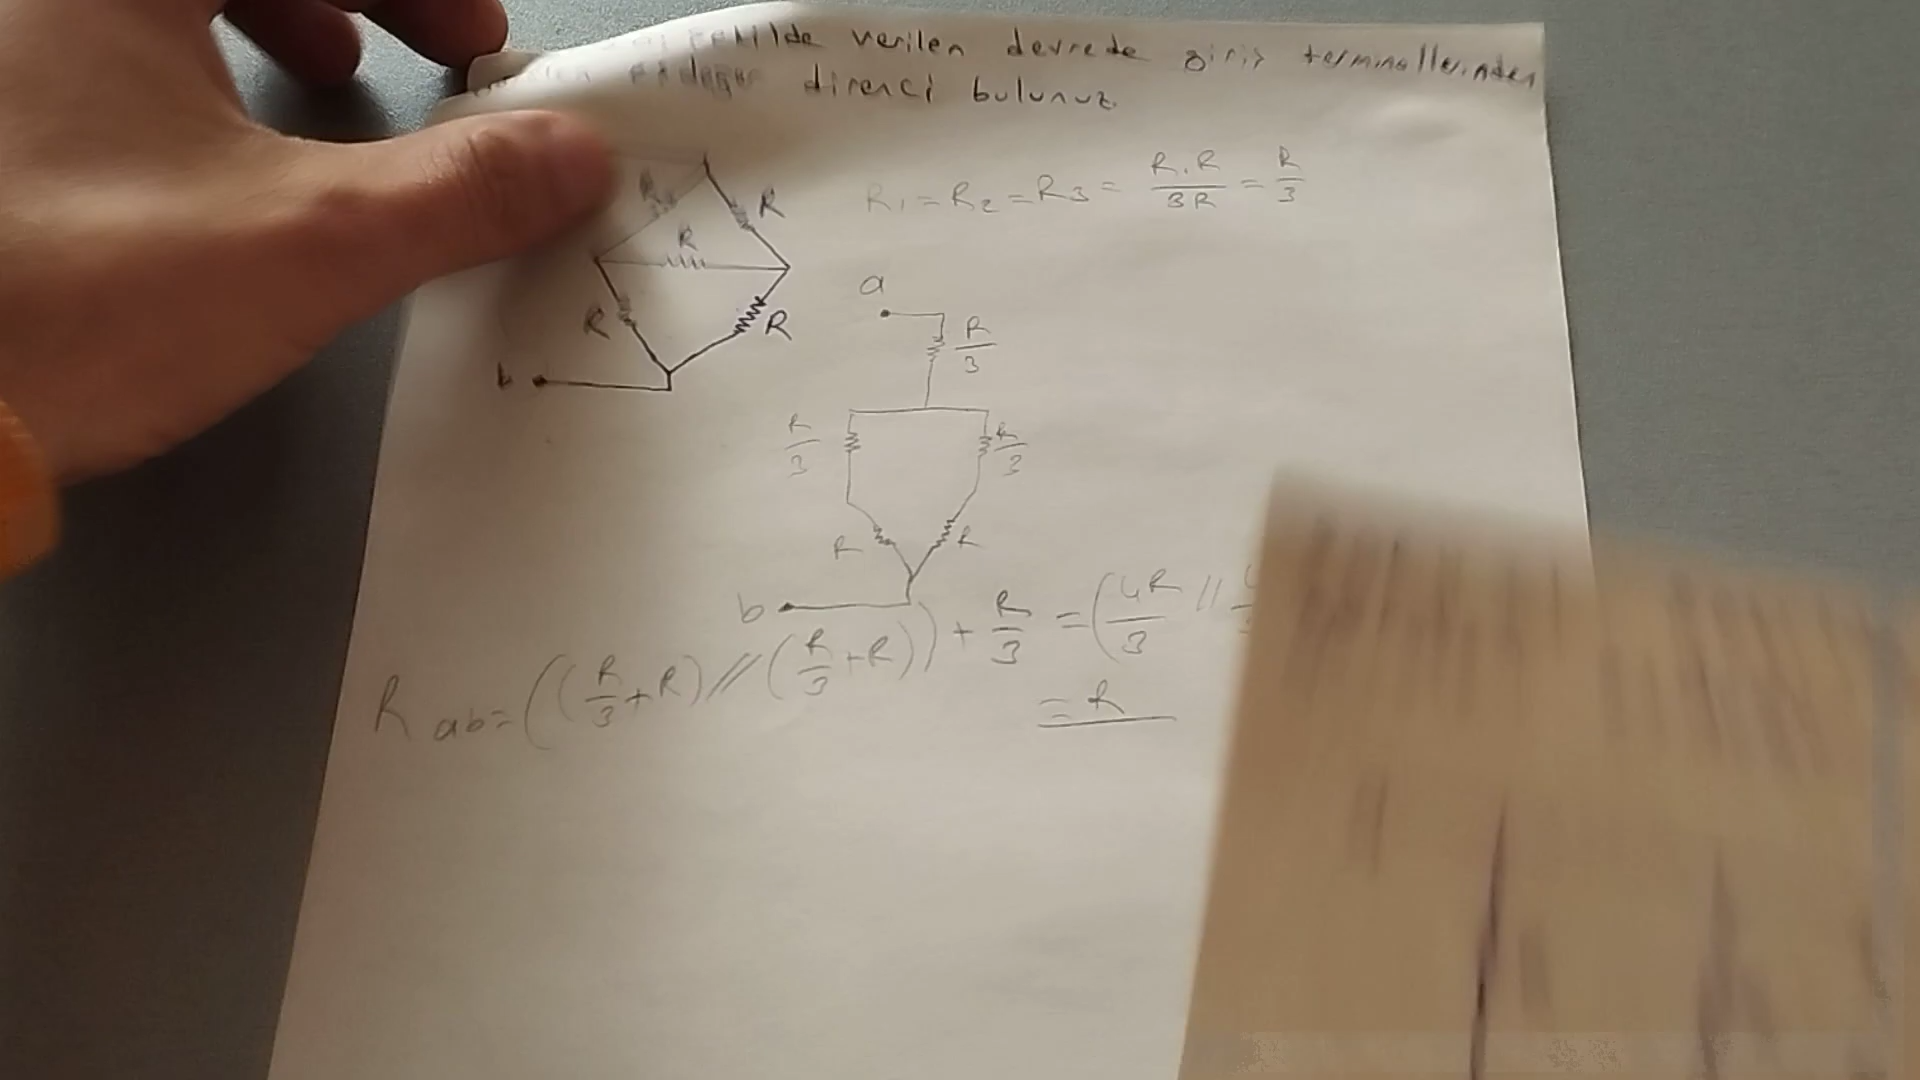 verilen devrede giriş terminallerinden
direnci bulunuz.
R R
R
R R
b
R1 = R2 = R3 = R.R/3R = R/3
a
R/3
R/3 R/3
R R
b
Rab = ((R/3+R)//(R/3+R)) + R/3 = (4R/3 //
= R